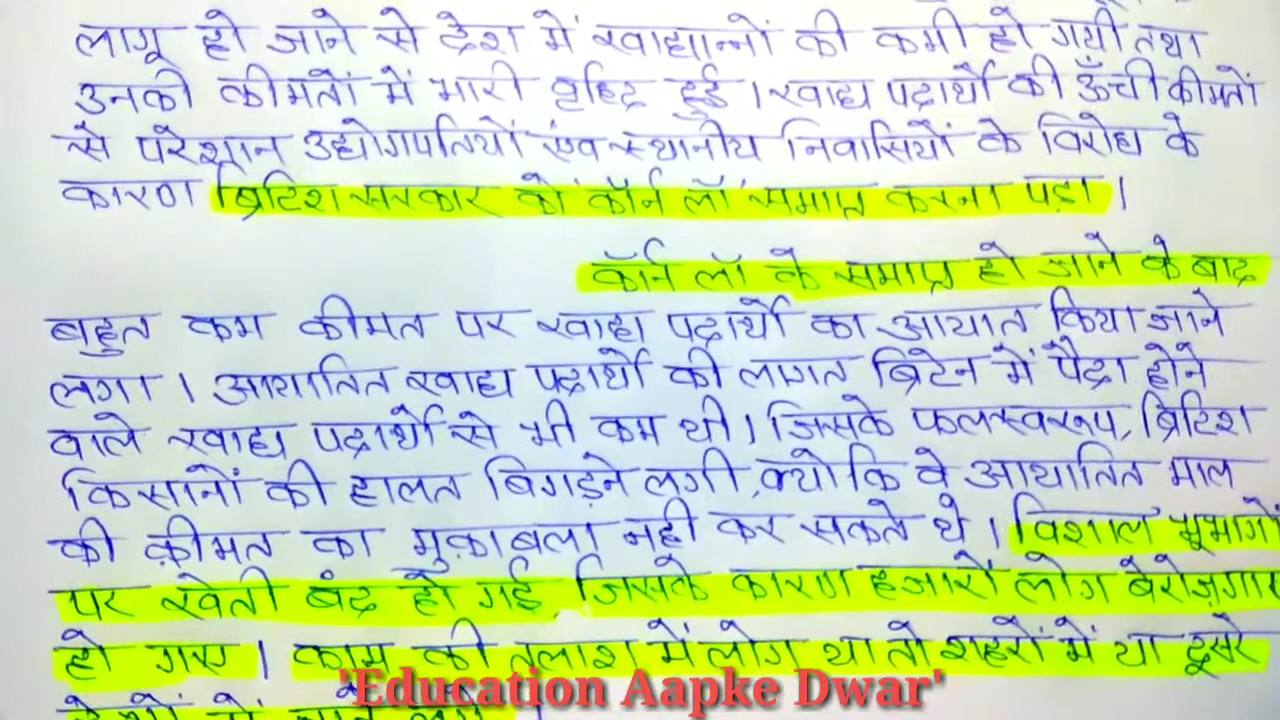 लागू हो जाने से देश में खाद्यान्नों की कमी हो गयी तथा
उनकी कीमतों में भारी वृद्धि हुई। खाद्य पदार्थों की ऊँची कीमतों
से परेशान उद्योगपतियों एंव स्थानीय निवासियों के विरोध के
कारण ब्रिटिश सरकार को कॉर्न लॉ समाप्त करना पड़ा।
कॉर्न लॉ के समाप्त हो जाने के बाद
बहुत कम कीमत पर खाद्य पदार्थों का आयात किया जाने
लगा। आयातित खाद्य पदार्थों की लागत ब्रिटेन में पैदा होने
वाले खाद्य पदार्थों से भी कम थी। जिसके फलस्वरूप, ब्रिटिश
किसानों की हालत बिगड़ने लगी, क्योकि वे आयातित माल
की क़ीमत का मुक़ाबला नही कर सकते थे। विशाल भूभागों
पर खेती बंद हो गई, जिसके कारण हजारों लोग बेरोज़गार
हो गए। काम की तलाश में लोग या तो शहरों में या दूसरे
'Education Aapke Dwar'